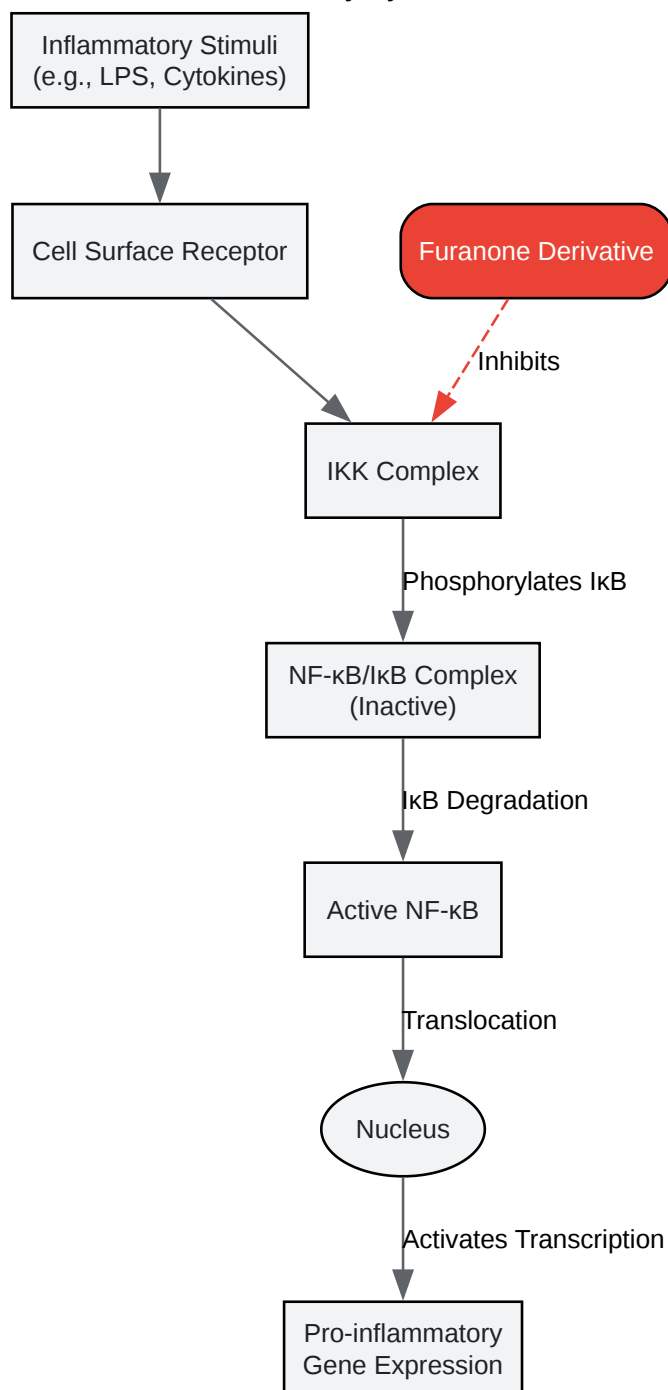 Inflammatory Stimuli
(e.g., LPS, Cytokines)
Cell Surface Receptor
Furanone Derivative
Inhibits
IKK Complex
Phosphorylates IκB
NF-κB/IκB Complex
(Inactive)
IκB Degradation
Active NF-κB
Translocation
Nucleus
Activates Transcription
Pro-inflammatory
Gene Expression